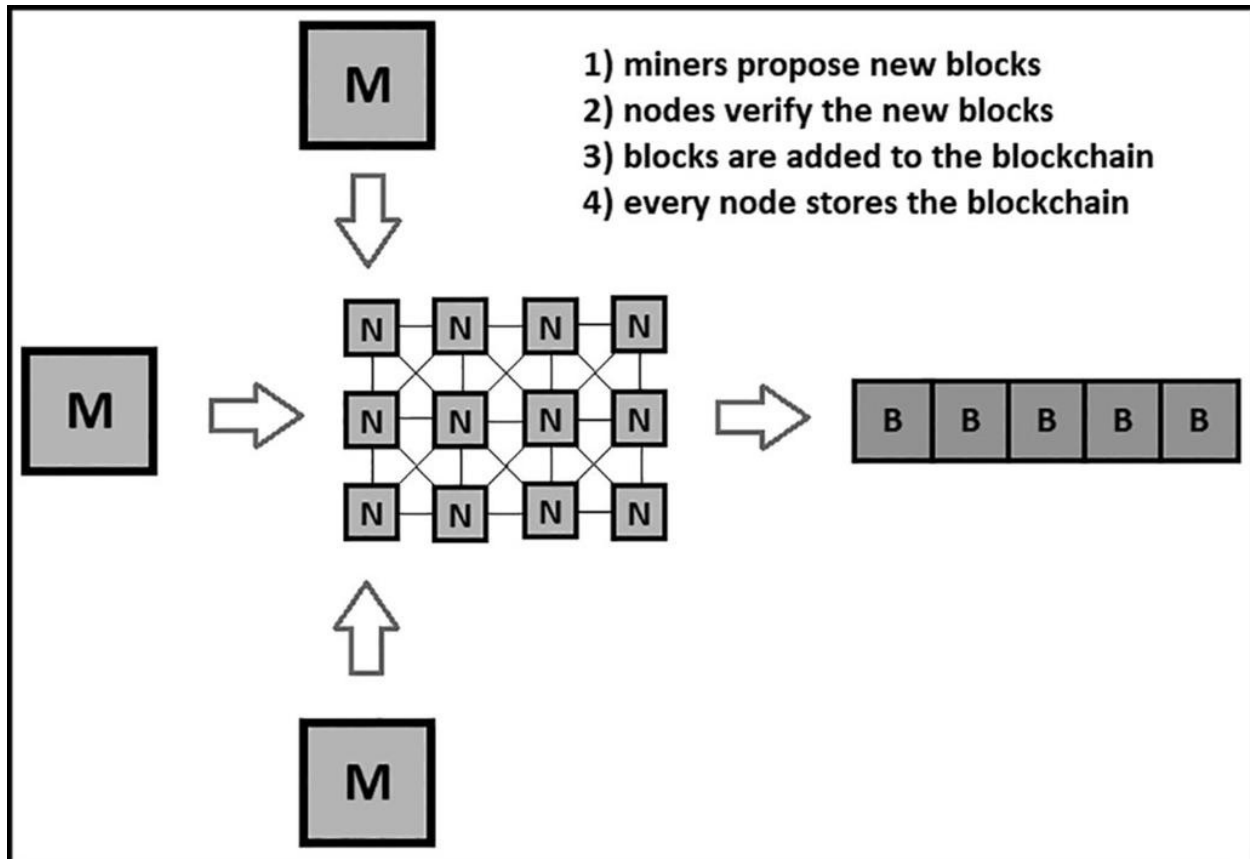 M
1) miners propose new blocks
2) nodes verify the new blocks
3) blocks are added to the blockchain
4) every node stores the blockchain
N N N N
M
N N N N
B B B B B
N N N N
M